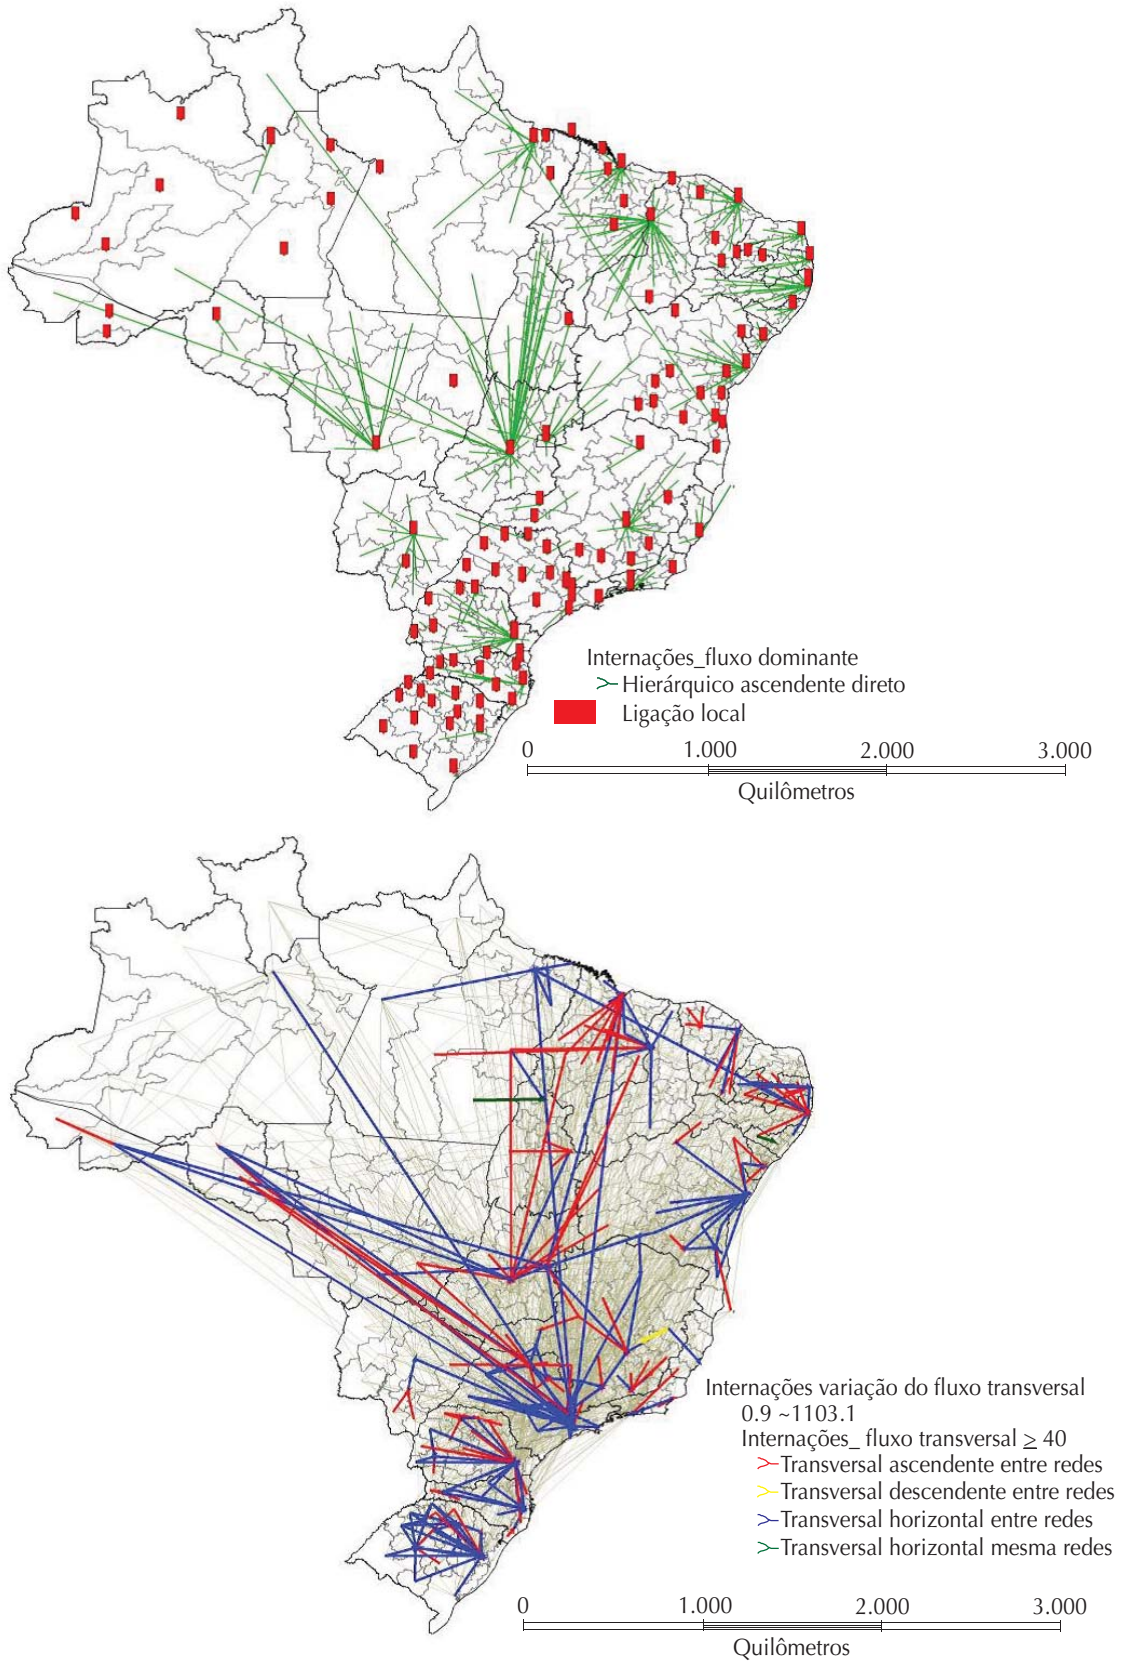 Internações_fluxo dominante
Hierárquico ascendente direto
Ligação local
0 1.000 2.000 3.000
Quilômetros
Internações variação do fluxo transversal
0.9 ~1103.1
Internações_ fluxo transversal ≥ 40
Transversal ascendente entre redes
Transversal descendente entre redes
Transversal horizontal entre redes
Transversal horizontal mesma redes
0 1.000 2.000 3.000
Quilômetros